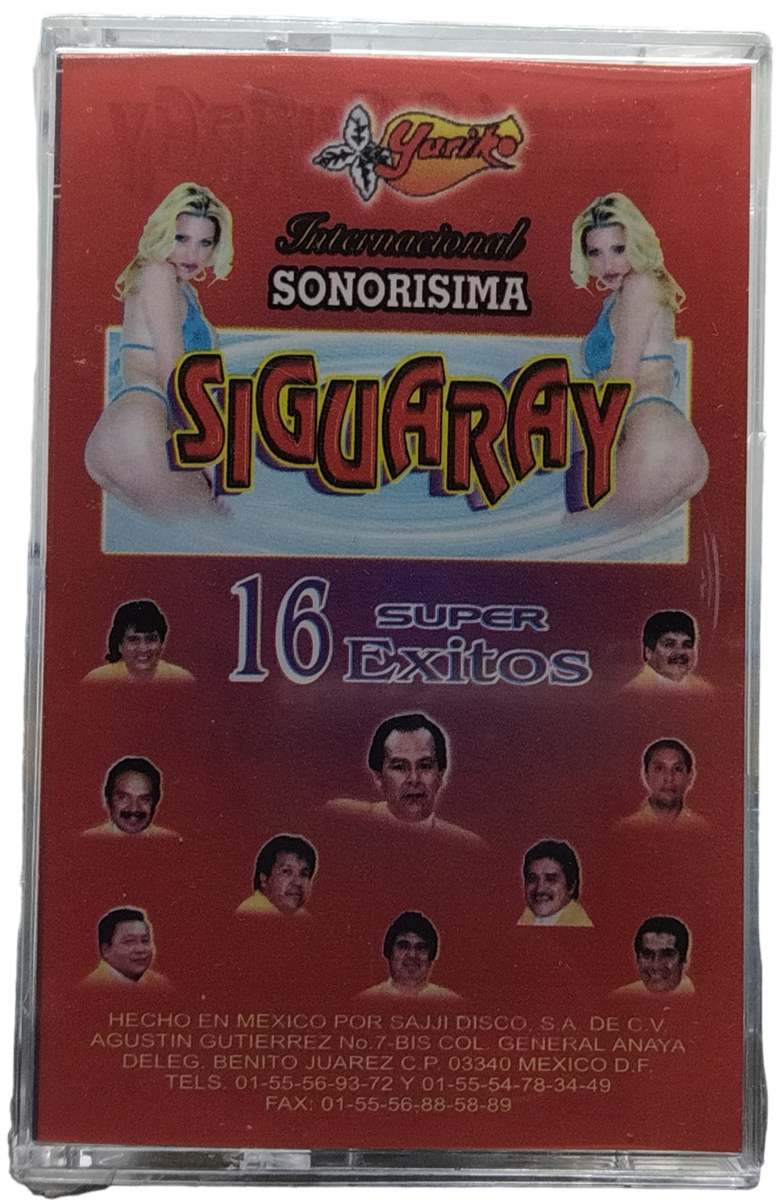 Yuriko
Internacional
SONORISIMA
SIGUARAY
16 SUPER
Exitos
HECHO EN MEXICO POR SAJJI DISCO, S.A. DE C.V.
AGUSTIN GUTIERREZ No.7-BIS COL. GENERAL ANAYA
DELEG. BENITO JUAREZ C.P. 03340 MEXICO D.F.
TELS. 01-55-56-93-72 Y 01-55-54-78-34-49
FAX: 01-55-56-88-58-89